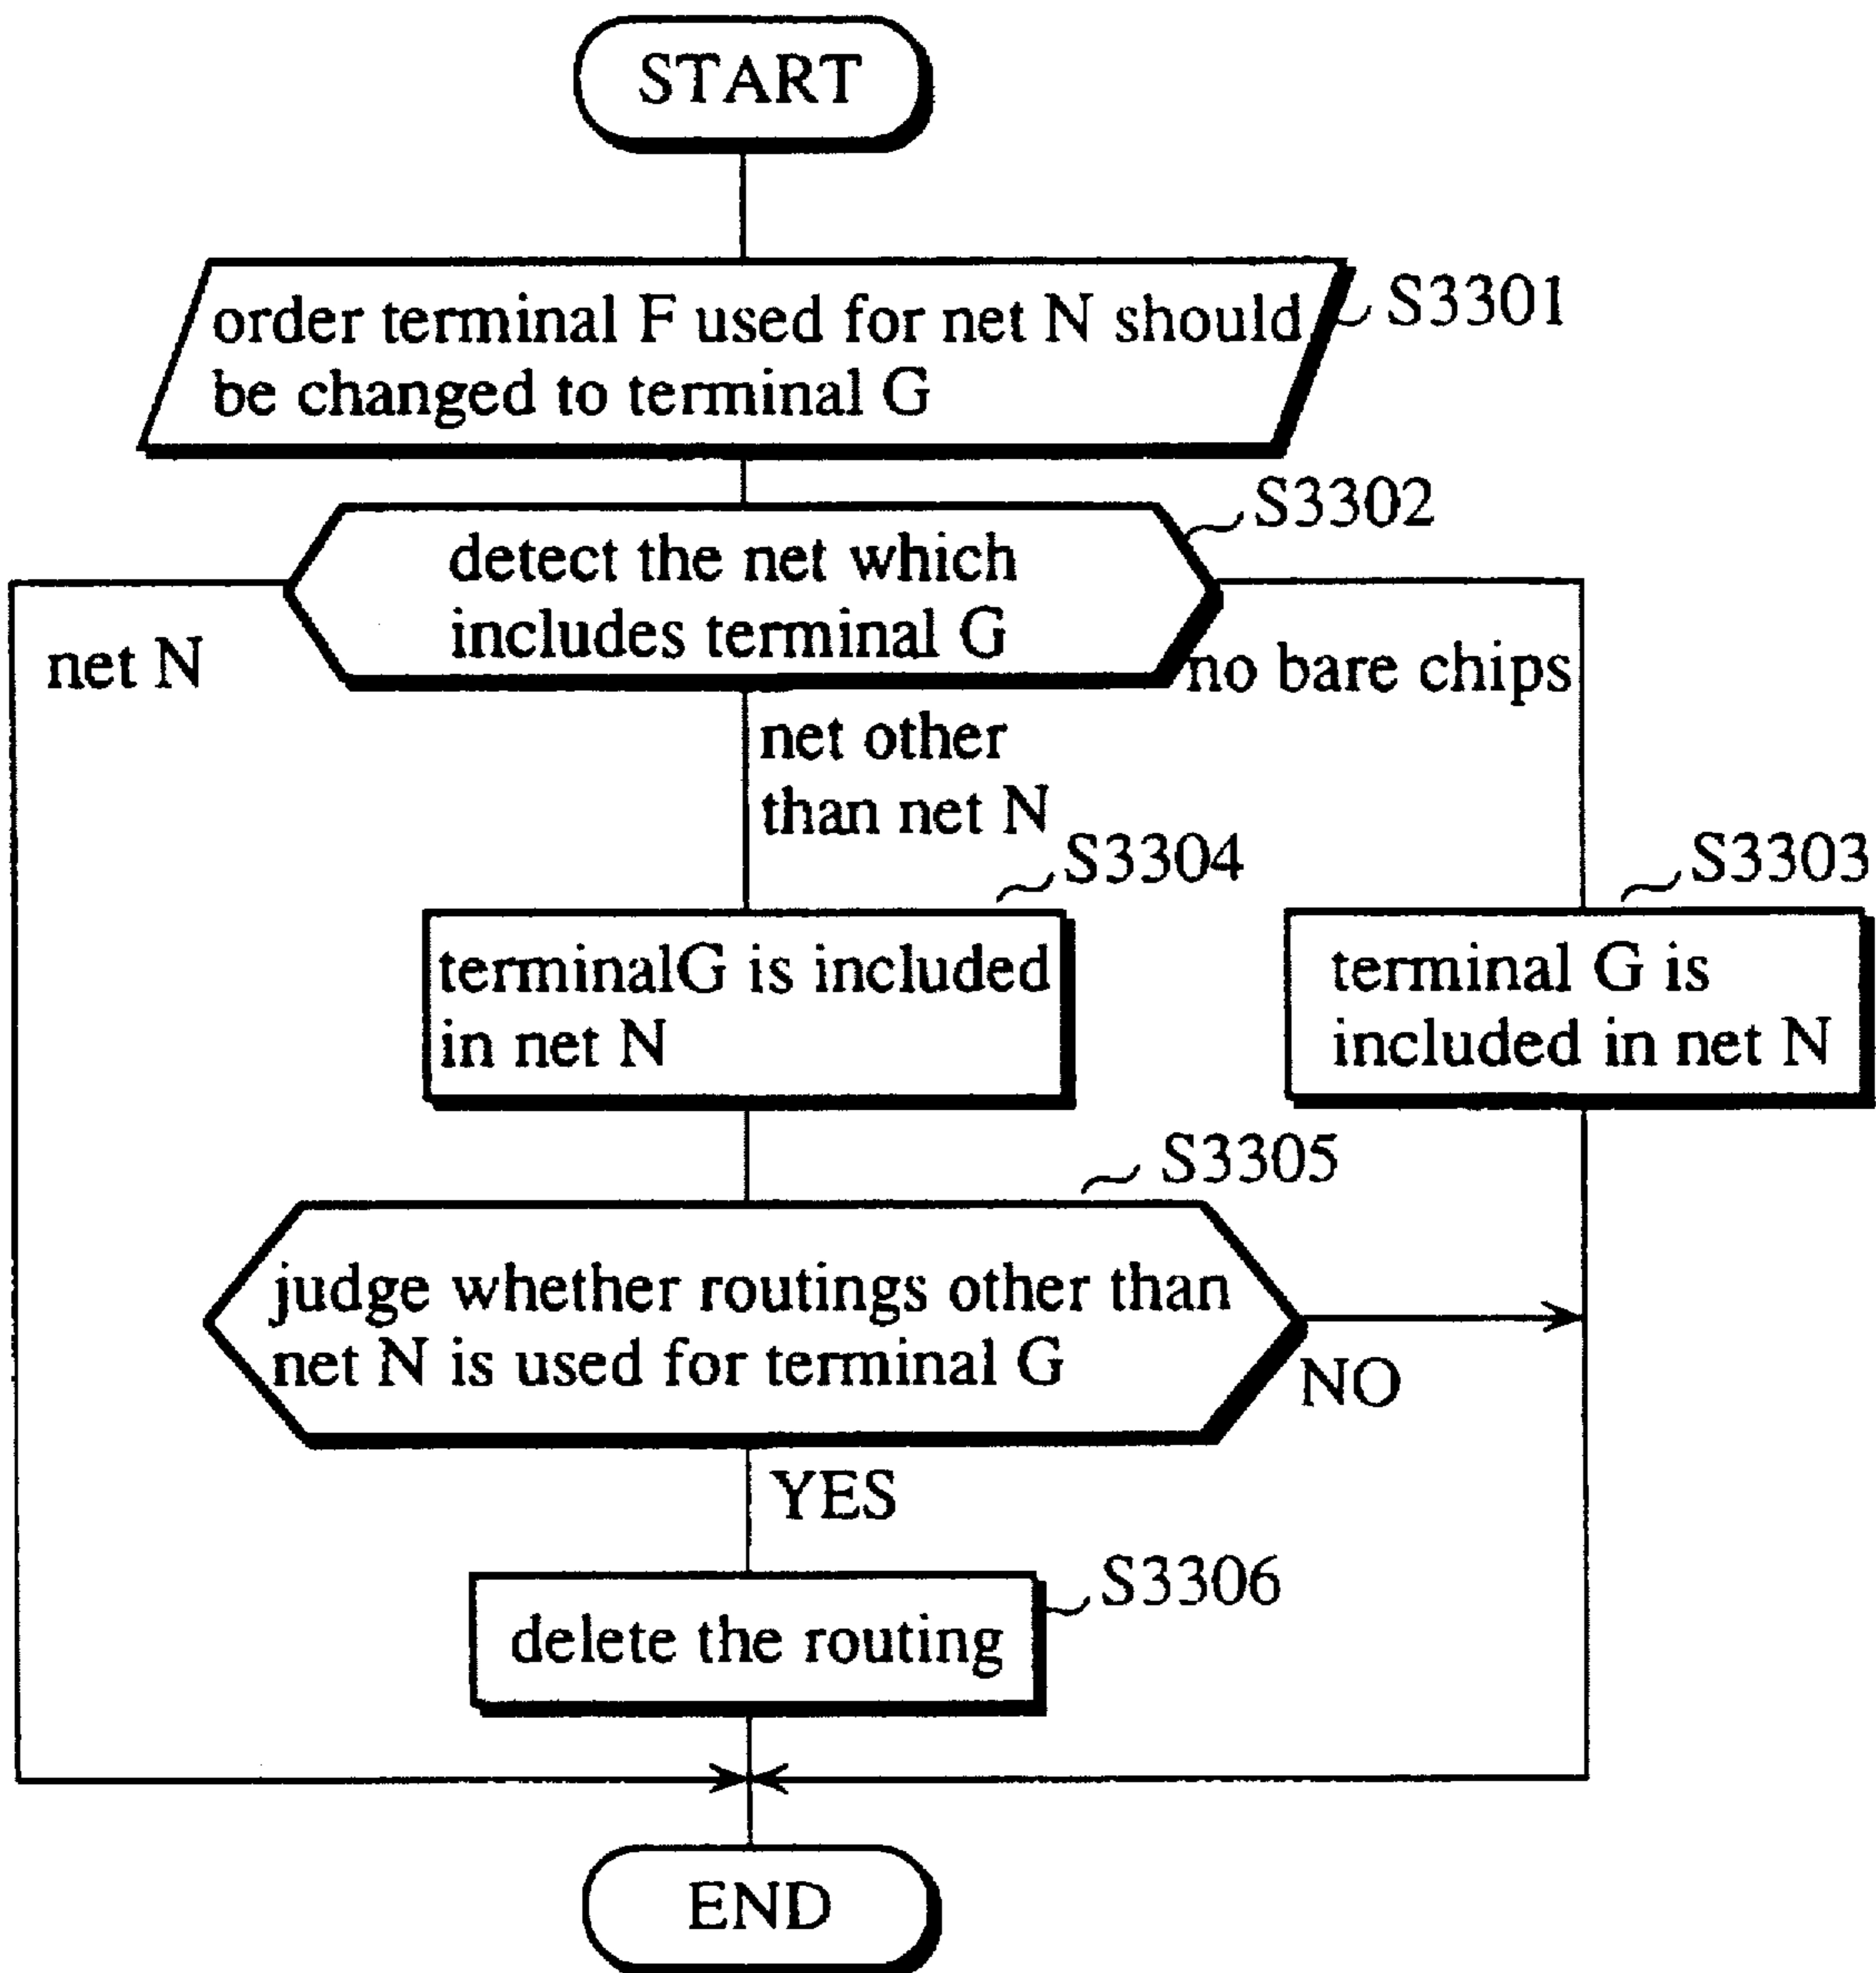 START
order terminal F used for net N should
be changed to terminal G
S3301
S3302
detect the net which
includes terminal G
net N
no bare chips
net other
than net N
S3304
S3303
terminalG is included
in net N
terminal G is
included in net N
S3305
judge whether routings other than
net N is used for terminal G
NO
YES
S3306
delete the routing
END